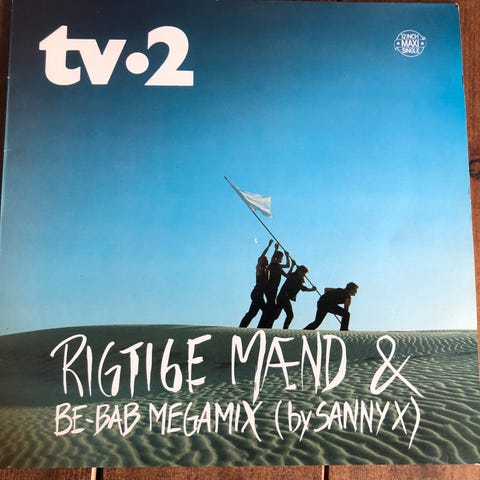 tv·2
12 INCH
MAXI
SINGLE
RIGTIGE MÆND &
BE-BAB MEGAMIX (by SANNY X)